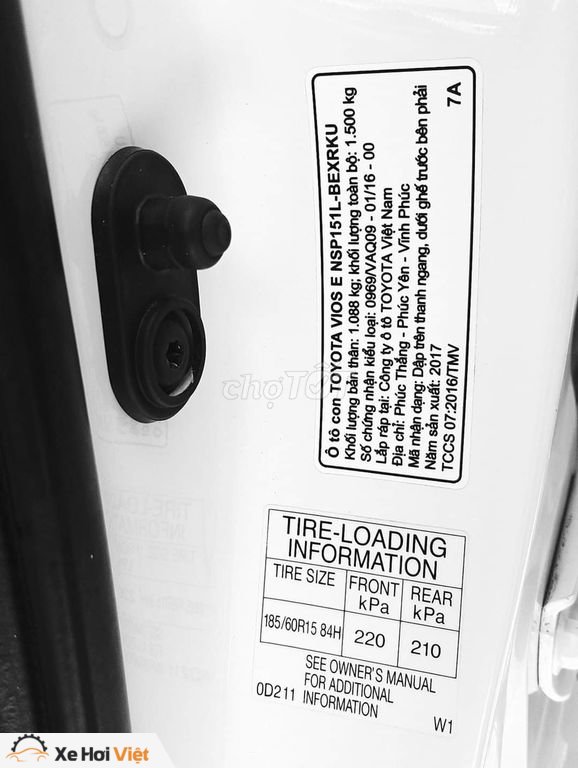 Ô tô con TOYOTA VIOS E NSP151L-BEXRKU
Khối lượng bản thân: 1.088 kg; khối lượng toàn bộ: 1.500 kg
Số chứng nhận kiểu loại: 0969/VAQ09 - 01/16 - 00
Lắp ráp tại: Công ty ô tô TOYOTA Việt Nam
Địa chỉ: Phúc Thắng - Phúc Yên - Vĩnh Phúc
Mã nhận dạng: Dập trên thanh ngang, dưới ghế trước bên phải
Năm sản xuất: 2017
TCCS 07:2016/TMV 7A
chợTỐT
TIRE-LOADING
INFORMATION
TIRE SIZE FRONT kPa REAR kPa
185/60R15 84H 220 210
SEE OWNER'S MANUAL
FOR ADDITIONAL
0D211 INFORMATION
W1
Xe Hơi Việt